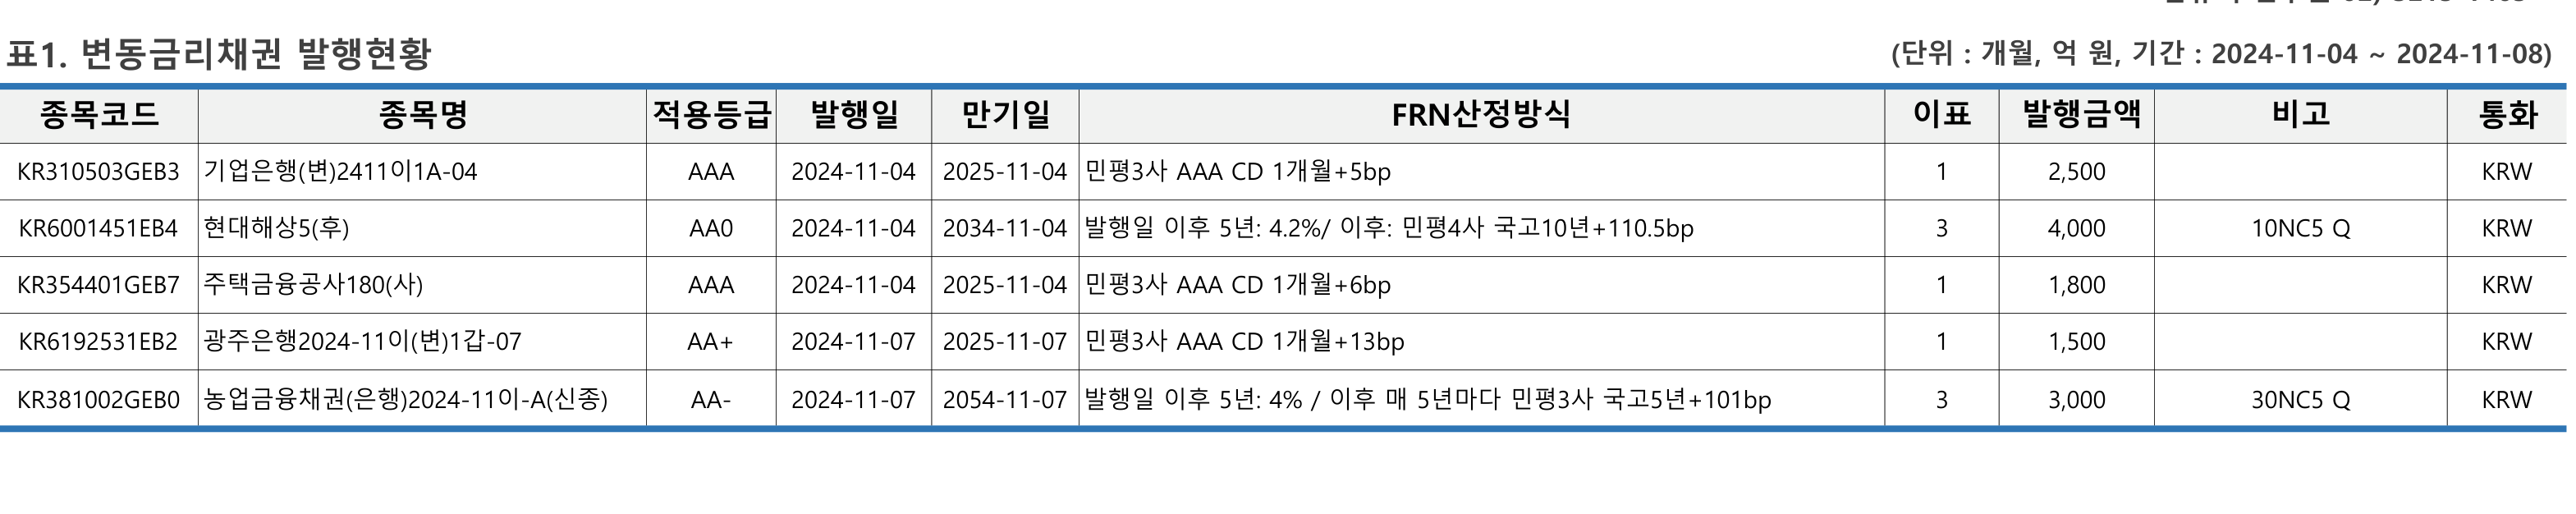 표1. 변동금리채권 발행현황 (단위 : 개월, 억 원, 기간 : 2024-11-04 ~ 2024-11-08)
종목코드 종목명 적용등급 발행일 만기일 FRN산정방식 이표 발행금액 비고 통화
KR310503GEB3 기업은행(변)2411이1A-04 AAA 2024-11-04 2025-11-04 민평3사 AAA CD 1개월+5bp 1 2,500 KRW
KR6001451EB4 현대해상5(후) AA0 2024-11-04 2034-11-04 발행일 이후 5년: 4.2%/ 이후: 민평4사 국고10년+110.5bp 3 4,000 10NC5 Q KRW
KR354401GEB7 주택금융공사180(사) AAA 2024-11-04 2025-11-04 민평3사 AAA CD 1개월+6bp 1 1,800 KRW
KR6192531EB2 광주은행2024-11이(변)1갑-07 AA+ 2024-11-07 2025-11-07 민평3사 AAA CD 1개월+13bp 1 1,500 KRW
KR381002GEB0 농업금융채권(은행)2024-11이-A(신종) AA- 2024-11-07 2054-11-07 발행일 이후 5년: 4% / 이후 매 5년마다 민평3사 국고5년+101bp 3 3,000 30NC5 Q KRW